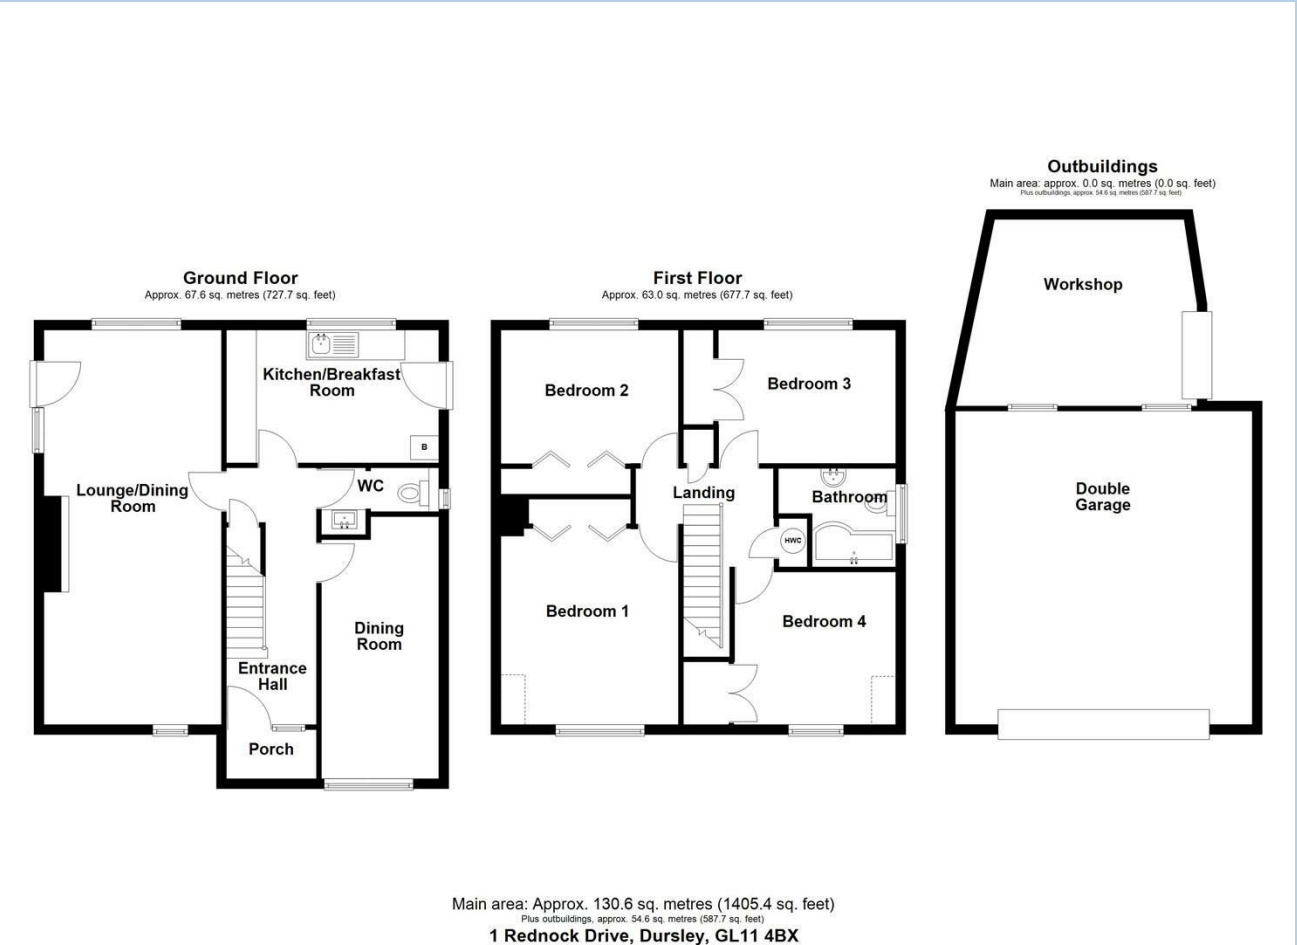 Outbuildings
Main area: approx. 0.0 sq. metres (0.0 sq. feet)
Plus outbuildings, approx. 54.6 sq. metres (587.7 sq. feet)
Workshop
Double
Garage
Ground Floor
Approx. 67.6 sq. metres (727.7 sq. feet)
Kitchen/Breakfast
Room
B
Lounge/Dining
Room
WC
Dining
Room
Entrance
Hall
Porch
First Floor
Approx. 63.0 sq. metres (677.7 sq. feet)
Bedroom 2
Bedroom 3
Landing
Bathroom
HWC
Bedroom 1
Bedroom 4
Main area: Approx. 130.6 sq. metres (1405.4 sq. feet)
Plus outbuildings, approx. 54.6 sq. metres (587.7 sq. feet)
1 Rednock Drive, Dursley, GL11 4BX